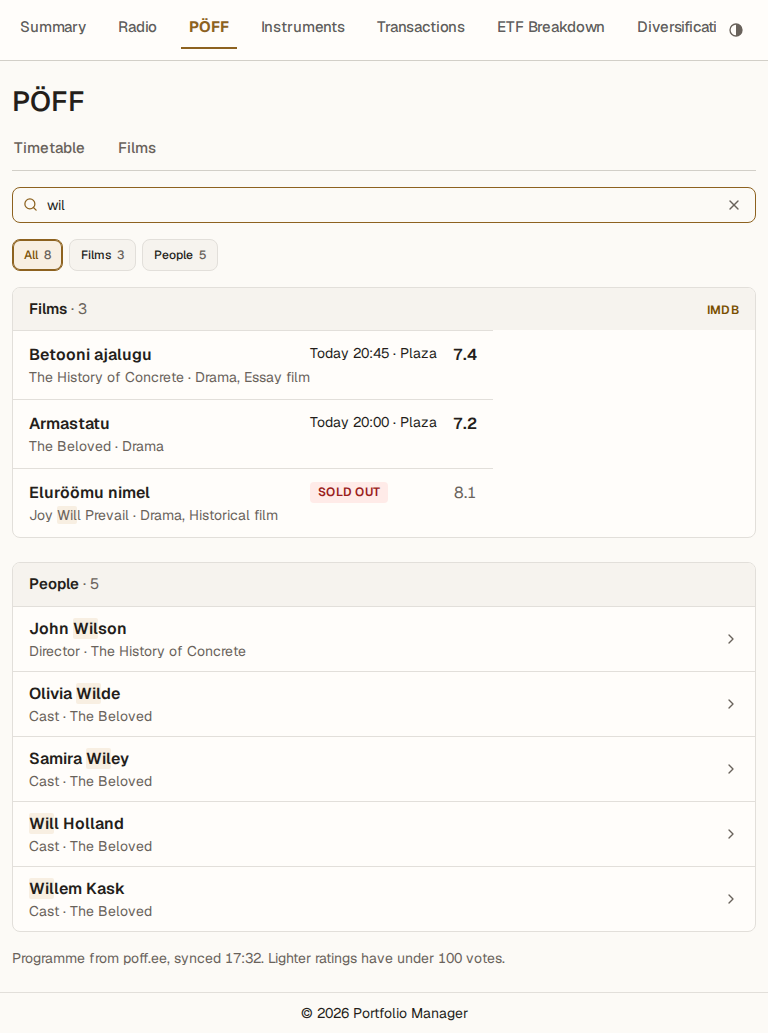 Summary Radio PÖFF Instruments Transactions ETF Breakdown Diversificati
PÖFF
Timetable Films
wil
All 8 Films 3 People 5
Films · 3 IMDB
Betooni ajalugu Today 20:45 · Plaza 7.4
The History of Concrete · Drama, Essay film
Armastatu Today 20:00 · Plaza 7.2
The Beloved · Drama
Eluröömu nimel SOLD OUT 8.1
Joy Will Prevail · Drama, Historical film
People · 5
John Wilson
Director · The History of Concrete
Olivia Wilde
Cast · The Beloved
Samira Wiley
Cast · The Beloved
Will Holland
Cast · The Beloved
Willem Kask
Cast · The Beloved
Programme from poff.ee, synced 17:32. Lighter ratings have under 100 votes.
© 2026 Portfolio Manager